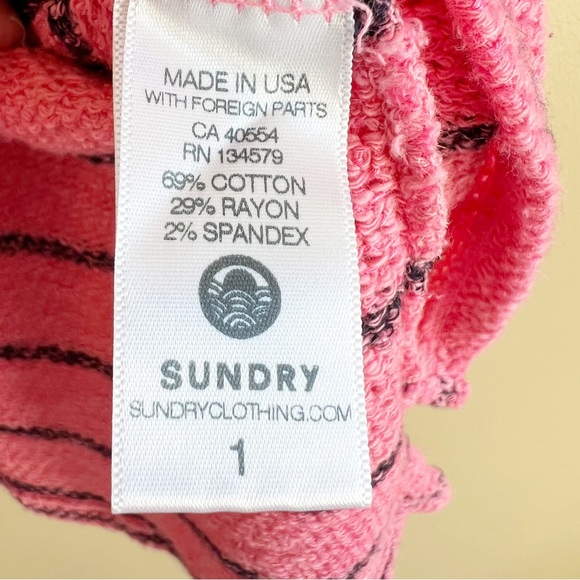 MADE IN USA
WITH FOREIGN PARTS
CA 40554
RN 134579
69% COTTON
29% RAYON
2% SPANDEX
SUNDRY
SUNDRYCLOTHING.COM
1